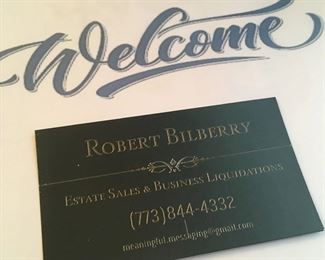 Welcome
ROBERT BILBERRY
ESTATE SALES & BUSINESS LIQUIDATIONS
(773)844-4332
meaningful.messaging@gmail.com